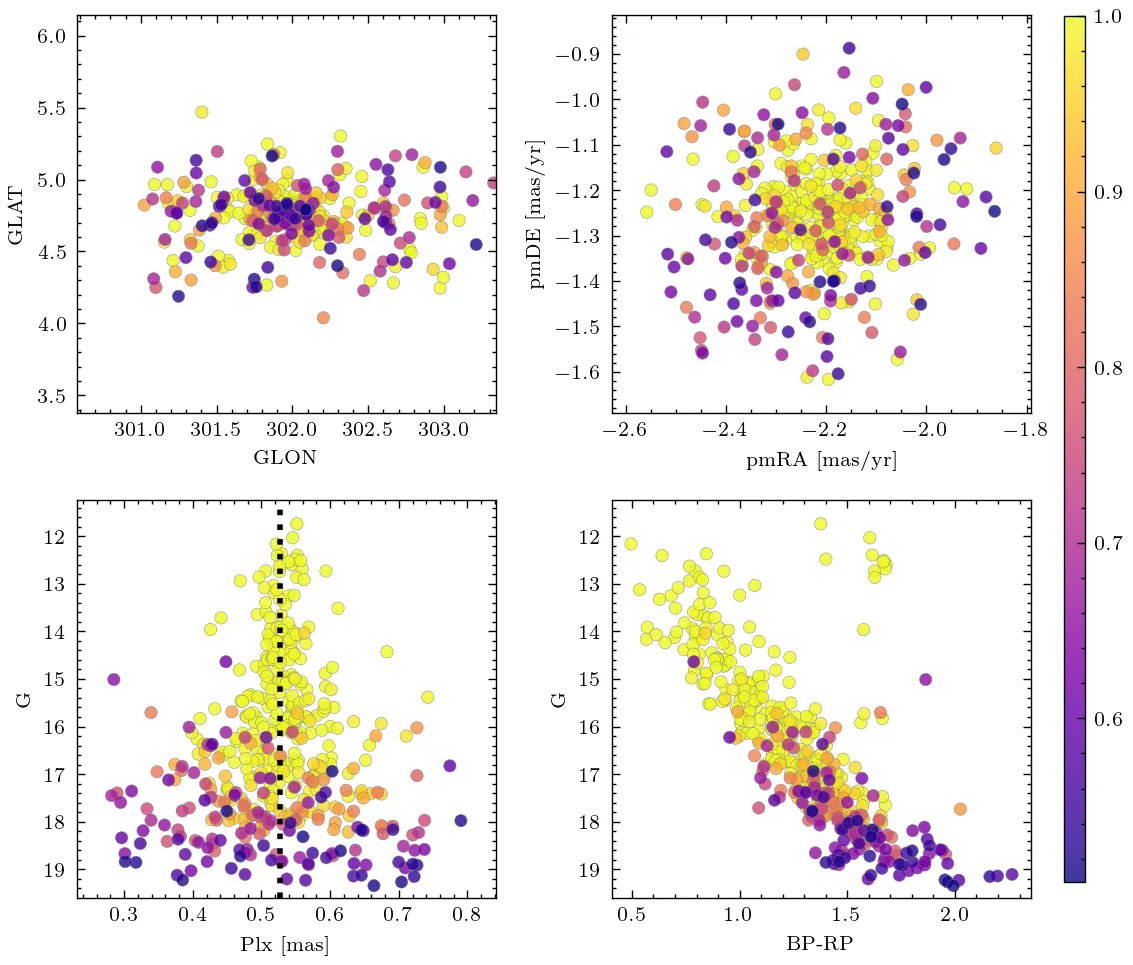 6.0
5.5
5.0
4.5
4.0
3.5
GLAT
301.0 301.5 302.0 302.5 303.0
GLON
−0.9
−1.0
−1.1
−1.2
−1.3
−1.4
−1.5
−1.6
pmDE [mas/yr]
−2.6 −2.4 −2.2 −2.0 −1.8
pmRA [mas/yr]
12
13
14
15
16
17
18
19
G
0.3 0.4 0.5 0.6 0.7 0.8
Plx [mas]
12
13
14
15
16
17
18
19
G
0.5 1.0 1.5 2.0
BP-RP
1.0
0.9
0.8
0.7
0.6